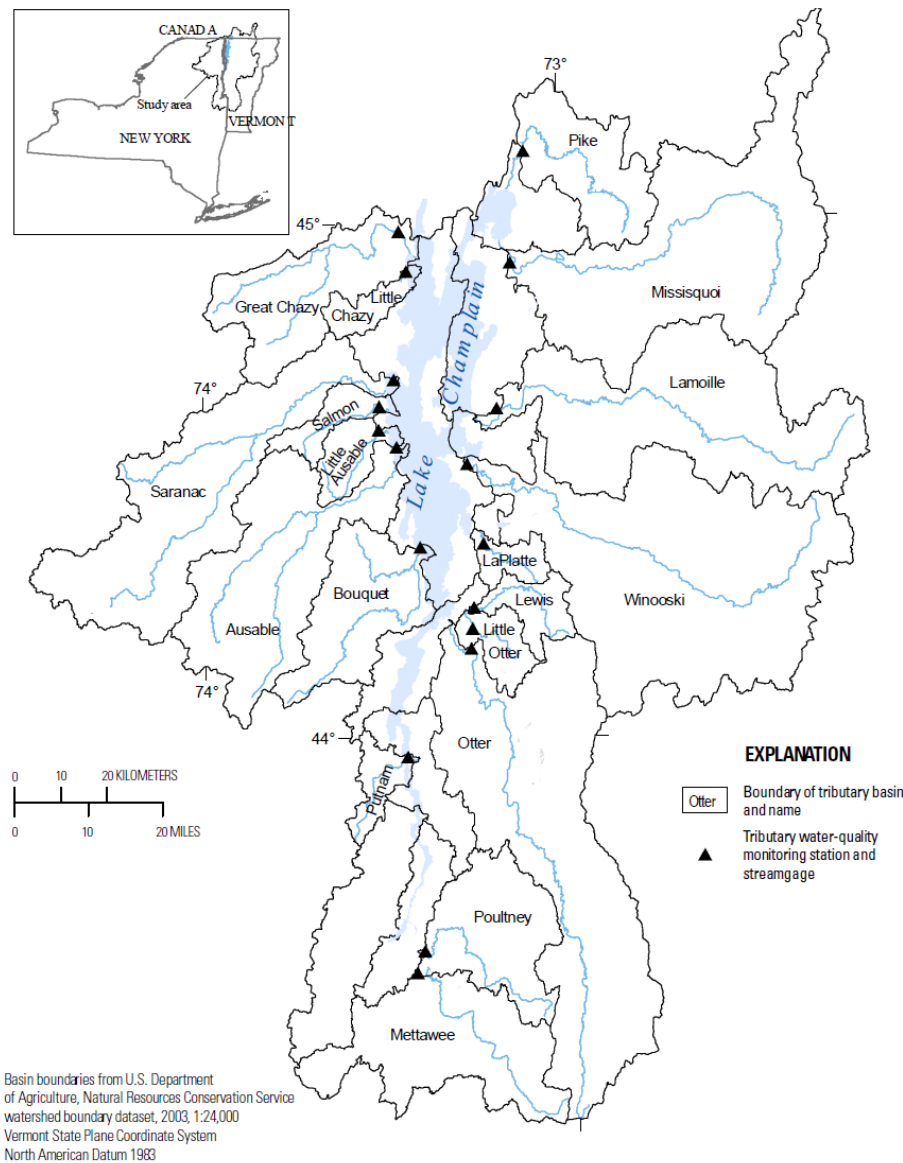 CANAD A
Study area
VERMON T
NEW YORK
73°
Pike
45°
Missisquoi
Great Chazy
Little
Chazy
Lake
Champlain
Lamoille
74°
Salmon
Little
Ausable
Saranac
LaPlatte
Winooski
Bouquet
Lewis
Ausable
Little
Otter
74°
44°
Otter
Putnam
EXPLANATION
Otter
Boundary of tributary basin
and name
Tributary water-quality
monitoring station and
streamgage
0 10 20 KILOMETERS
0 10 20 MILES
Poultney
Mettawee
Basin boundaries from U.S. Department
of Agriculture, Natural Resources Conservation Service
watershed boundary dataset, 2003, 1:24,000
Vermont State Plane Coordinate System
North American Datum 1983